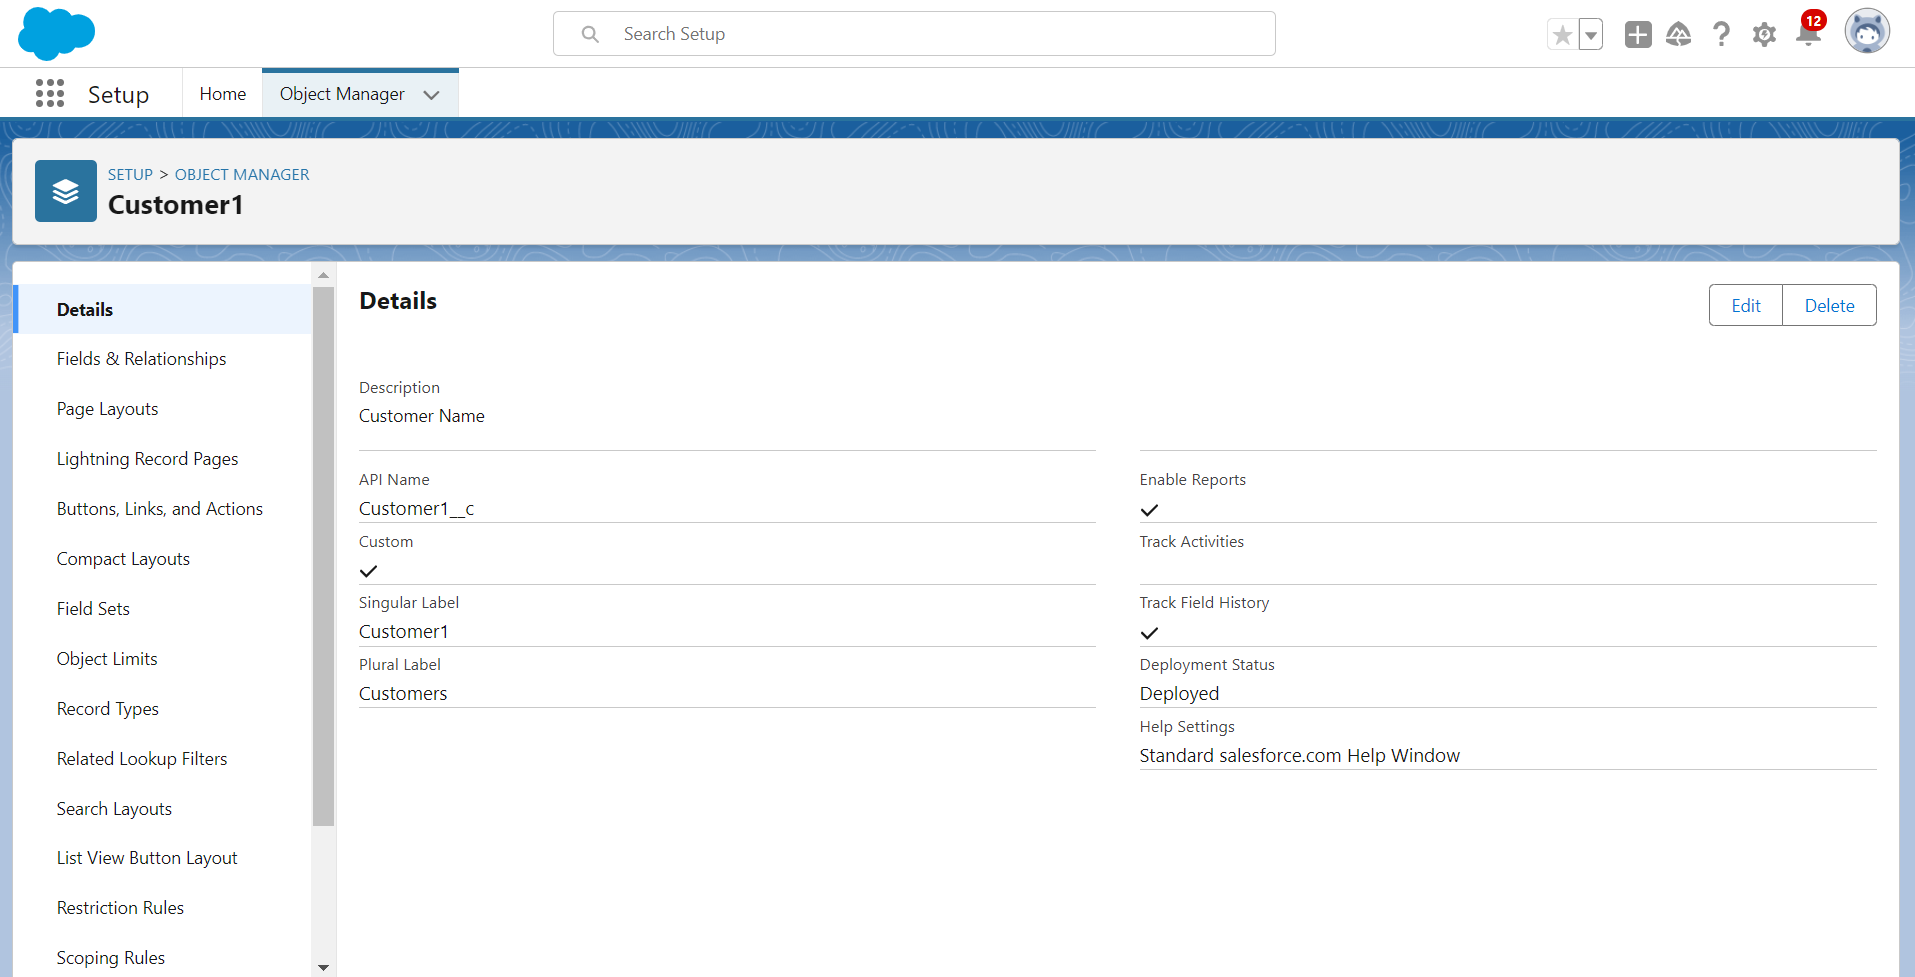 Search Setup
12
Setup
Home
Object Manager
SETUP > OBJECT MANAGER
Customer1
Details
Fields & Relationships
Page Layouts
Lightning Record Pages
Buttons, Links, and Actions
Compact Layouts
Field Sets
Object Limits
Record Types
Related Lookup Filters
Search Layouts
List View Button Layout
Restriction Rules
Scoping Rules
Details
Edit
Delete
Description
Customer Name
API Name
Customer1__c
Custom
Singular Label
Customer1
Plural Label
Customers
Enable Reports
Track Activities
Track Field History
Deployment Status
Deployed
Help Settings
Standard salesforce.com Help Window